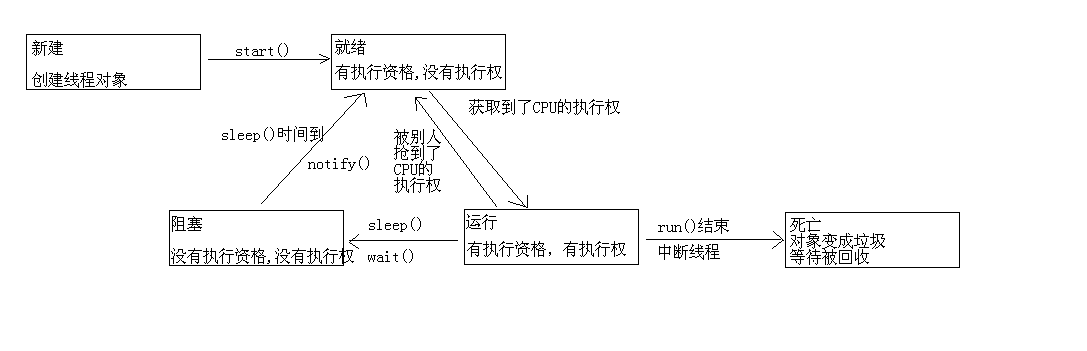 新建
创建线程对象
start()
就绪
有执行资格,没有执行权
获取到了CPU的执行权
sleep()时间到
notify()
被别人
抢到了
CPU的
执行权
阻塞
没有执行资格,没有执行权
sleep()
wait()
运行
有执行资格，有执行权
run()结束
中断线程
死亡
对象变成垃圾
等待被回收